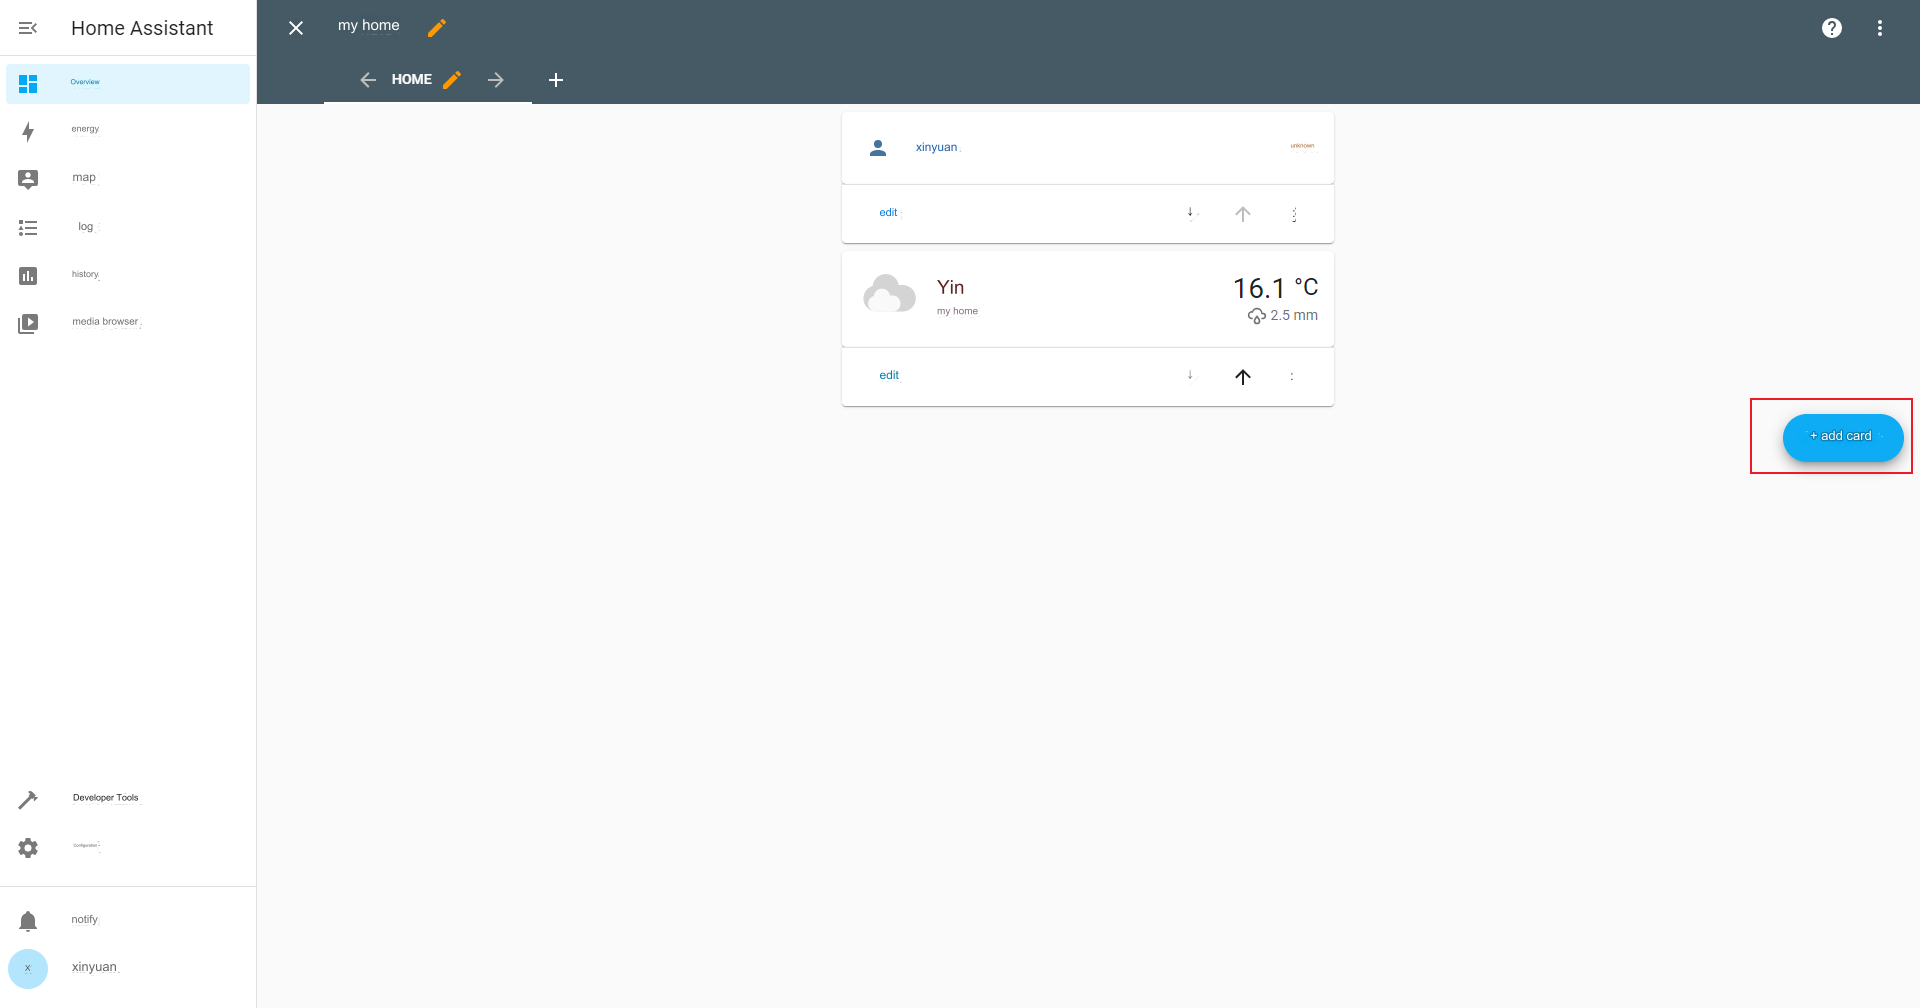 Home Assistant
my home
HOME
Overview
energy
map
log
history
media browser
Developer Tools
Configuration
notify
x
xinyuan
xinyuan
unknown
edit
Yin
my home
16.1 °C
2.5 mm
edit
+ add card